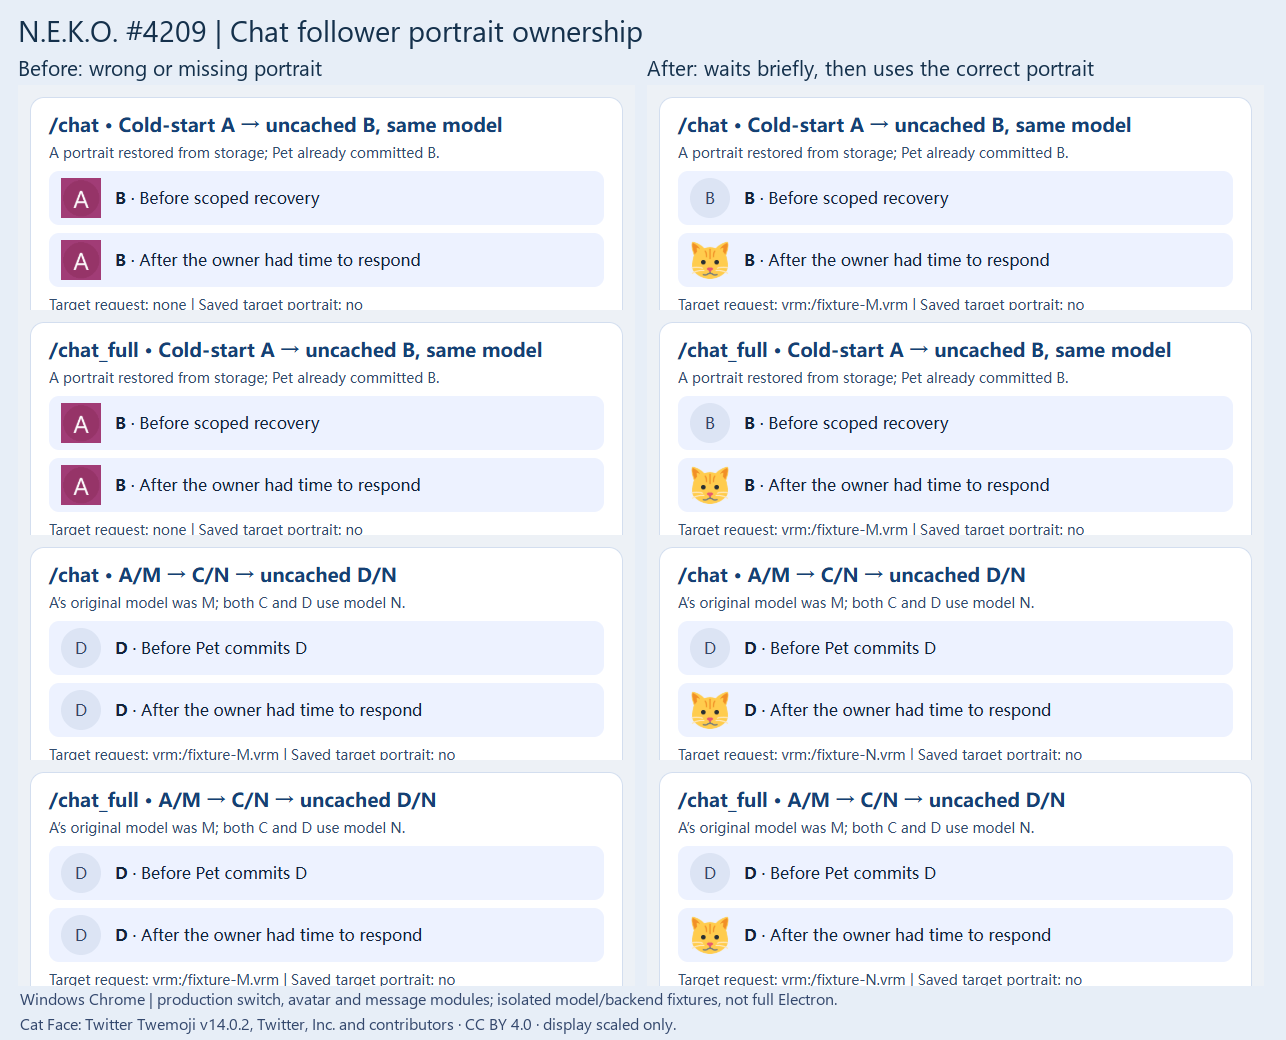 N.E.K.O. #4209 | Chat follower portrait ownership
Before: wrong or missing portrait
/chat • Cold-start A → uncached B, same model
A portrait restored from storage; Pet already committed B.
A B · Before scoped recovery
A B · After the owner had time to respond
Target request: none | Saved target portrait: no
/chat_full • Cold-start A → uncached B, same model
A portrait restored from storage; Pet already committed B.
A B · Before scoped recovery
A B · After the owner had time to respond
Target request: none | Saved target portrait: no
/chat • A/M → C/N → uncached D/N
A’s original model was M; both C and D use model N.
D D · Before Pet commits D
D D · After the owner had time to respond
Target request: vrm:/fixture-M.vrm | Saved target portrait: no
/chat_full • A/M → C/N → uncached D/N
A’s original model was M; both C and D use model N.
D D · Before Pet commits D
D D · After the owner had time to respond
Target request: vrm:/fixture-M.vrm | Saved target portrait: no
After: waits briefly, then uses the correct portrait
/chat • Cold-start A → uncached B, same model
A portrait restored from storage; Pet already committed B.
B B · Before scoped recovery
B · After the owner had time to respond
Target request: vrm:/fixture-M.vrm | Saved target portrait: no
/chat_full • Cold-start A → uncached B, same model
A portrait restored from storage; Pet already committed B.
B B · Before scoped recovery
B · After the owner had time to respond
Target request: vrm:/fixture-M.vrm | Saved target portrait: no
/chat • A/M → C/N → uncached D/N
A’s original model was M; both C and D use model N.
D D · Before Pet commits D
D · After the owner had time to respond
Target request: vrm:/fixture-N.vrm | Saved target portrait: no
/chat_full • A/M → C/N → uncached D/N
A’s original model was M; both C and D use model N.
D D · Before Pet commits D
D · After the owner had time to respond
Target request: vrm:/fixture-N.vrm | Saved target portrait: no
Windows Chrome | production switch, avatar and message modules; isolated model/backend fixtures, not full Electron.
Cat Face: Twitter Twemoji v14.0.2, Twitter, Inc. and contributors · CC BY 4.0 · display scaled only.